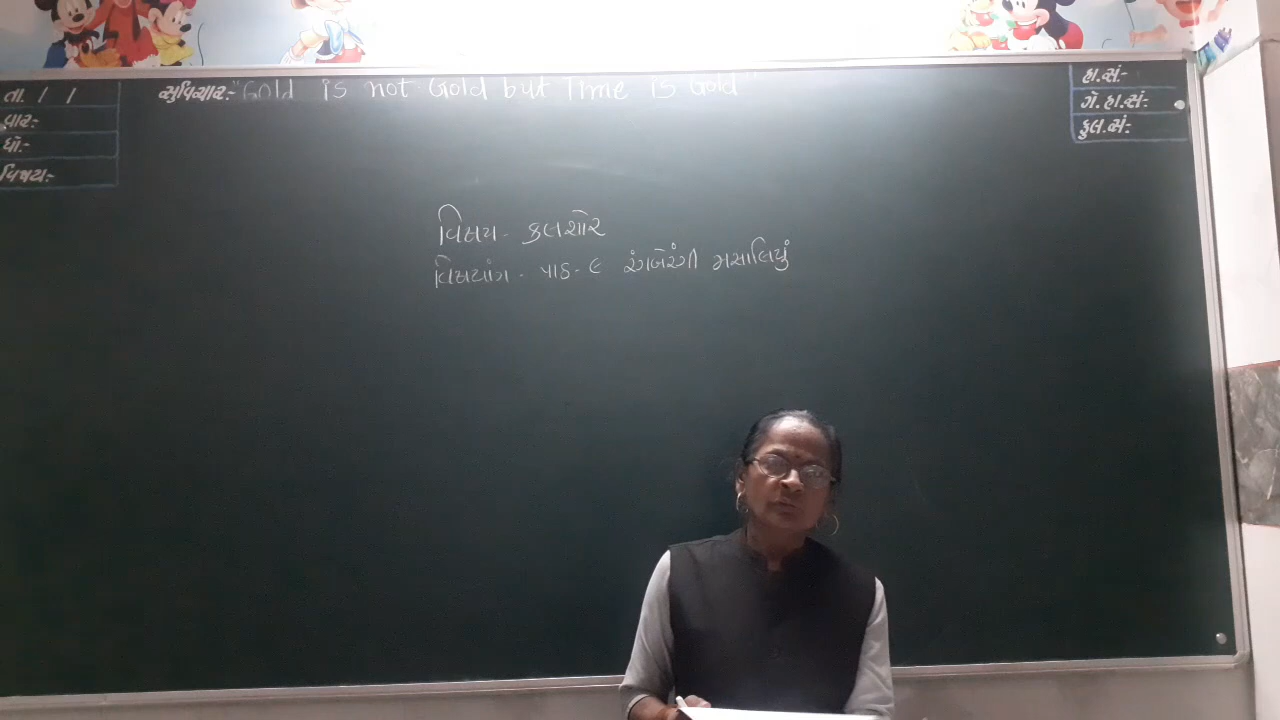 તા. / /
વાર:-
ધો:-
વિષય:-
સુવિચાર:- "Gold is not Gold but Time is Gold"
હા.સં:-
ગે.હા.સં:-
કુલ.સં:-
વિષય - કલશોર
વિષયાંગ - પાઠ - ૯ રંગબેરંગી મસાલિયું